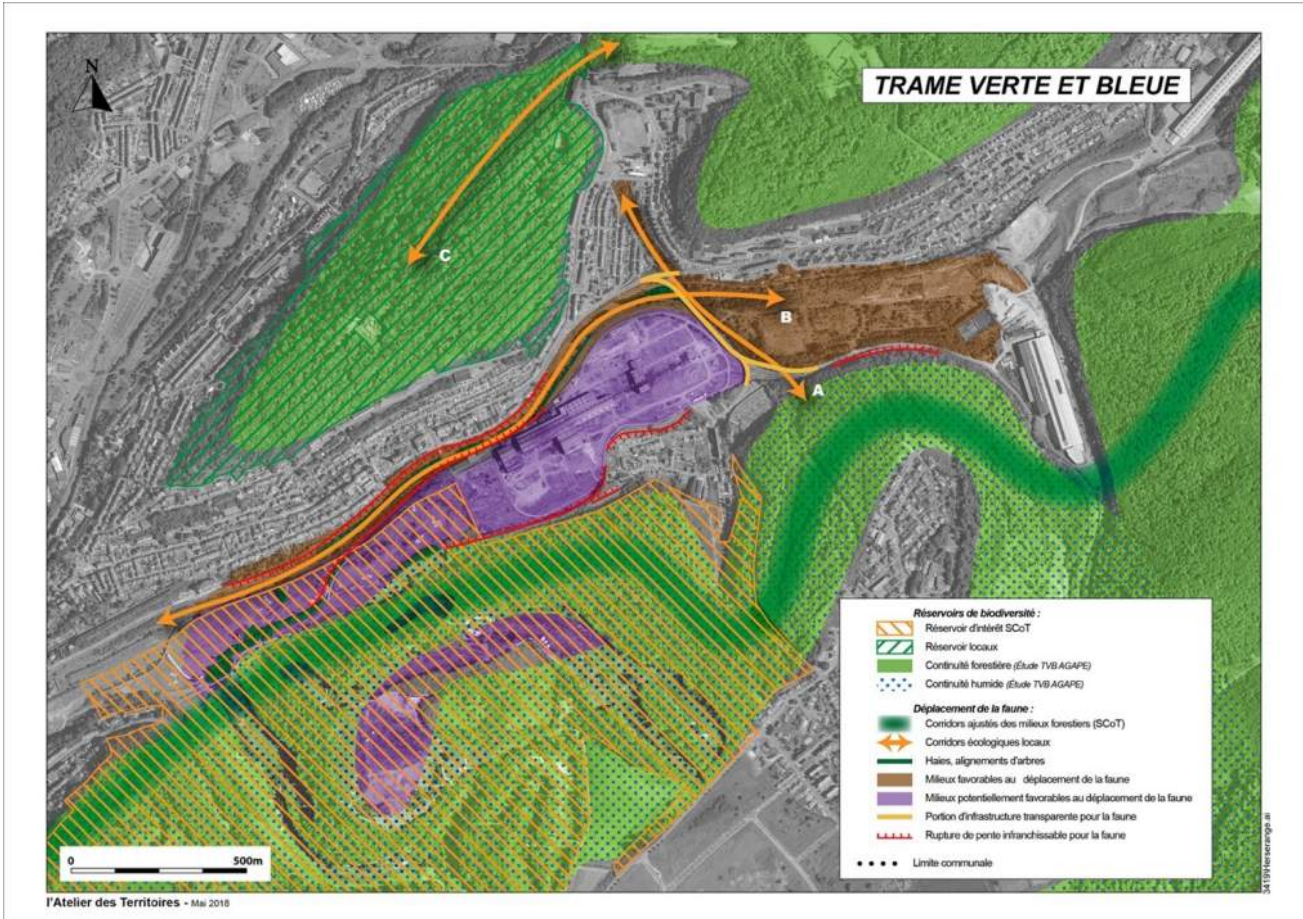 N
TRAME VERTE ET BLEUE
C
B
A
Réservoirs de biodiversité :
Réservoir d'intérêt SCoT
Réservoir locaux
Continuité forestière (Étude TVB AGAPE)
Continuité humide (Étude TVB AGAPE)
Déplacement de la faune :
Corridors ajustés des milieux forestiers (SCoT)
Corridors écologiques locaux
Haies, alignements d'arbres
Milieux favorables au déplacement de la faune
Milieux potentiellement favorables au déplacement de la faune
Portion d'infrastructure transparente pour la faune
Rupture de pente infranchissable pour la faune
Limite communale
0 500m
l'Atelier des Territoires - Mai 2018
3419\Herserange.ai